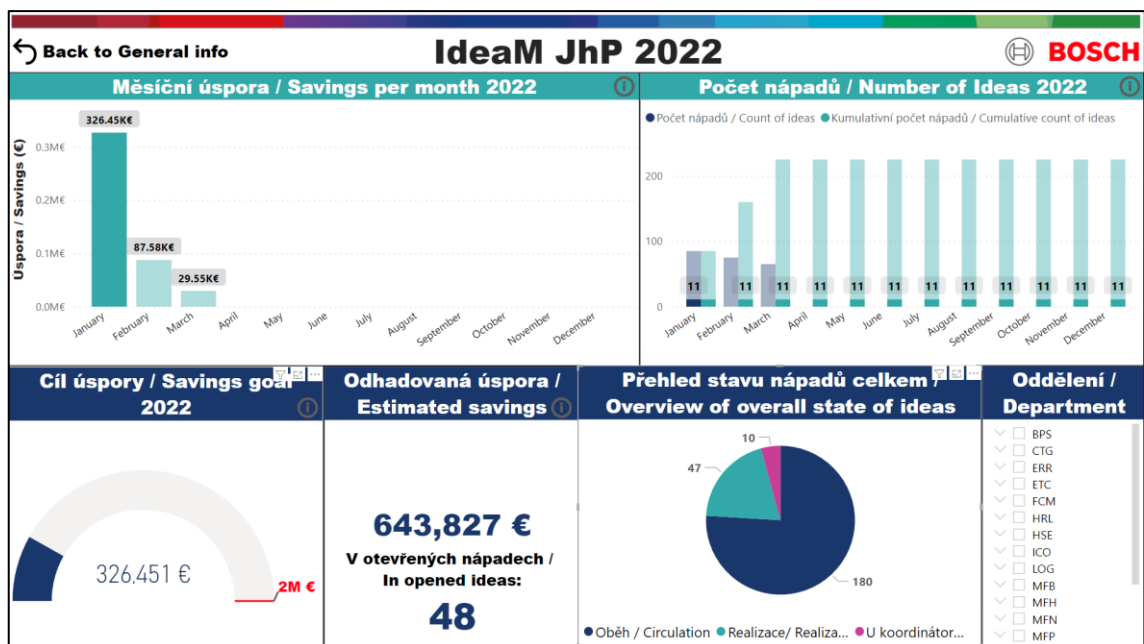 Back to General info
IdeaM JhP 2022
BOSCH
Měsíční úspora / Savings per month 2022
Úspora / Savings (€)
0.3M€
0.2M€
0.1M€
0.0M€
326.45K€
87.58K€
29.55K€
January
February
March
April
May
June
July
August
September
October
November
December
Počet nápadů / Number of Ideas 2022
Počet nápadů / Count of ideas
Kumulativní počet nápadů / Cumulative count of ideas
200
100
0
11
11
11
11
11
11
11
11
11
11
11
11
January
February
March
April
May
June
July
August
September
October
November
December
Cíl úspory / Savings goal
2022
326,451 €
2M €
Odhadovaná úspora /
Estimated savings
643,827 €
V otevřených nápadech /
In opened ideas:
48
Přehled stavu nápadů celkem /
Overview of overall state of ideas
10
47
180
Oběh / Circulation
Realizace/ Realiza...
U koordinátor...
Oddělení /
Department
BPS
CTG
ERR
ETC
FCM
HRL
HSE
ICO
LOG
MFB
MFH
MFN
MFP